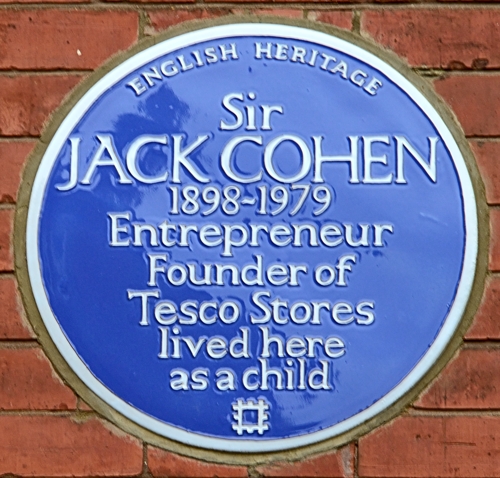 ENGLISH HERITAGE
Sir
JACK COHEN
1898-1979
Entrepreneur
Founder of
Tesco Stores
lived here
as a child